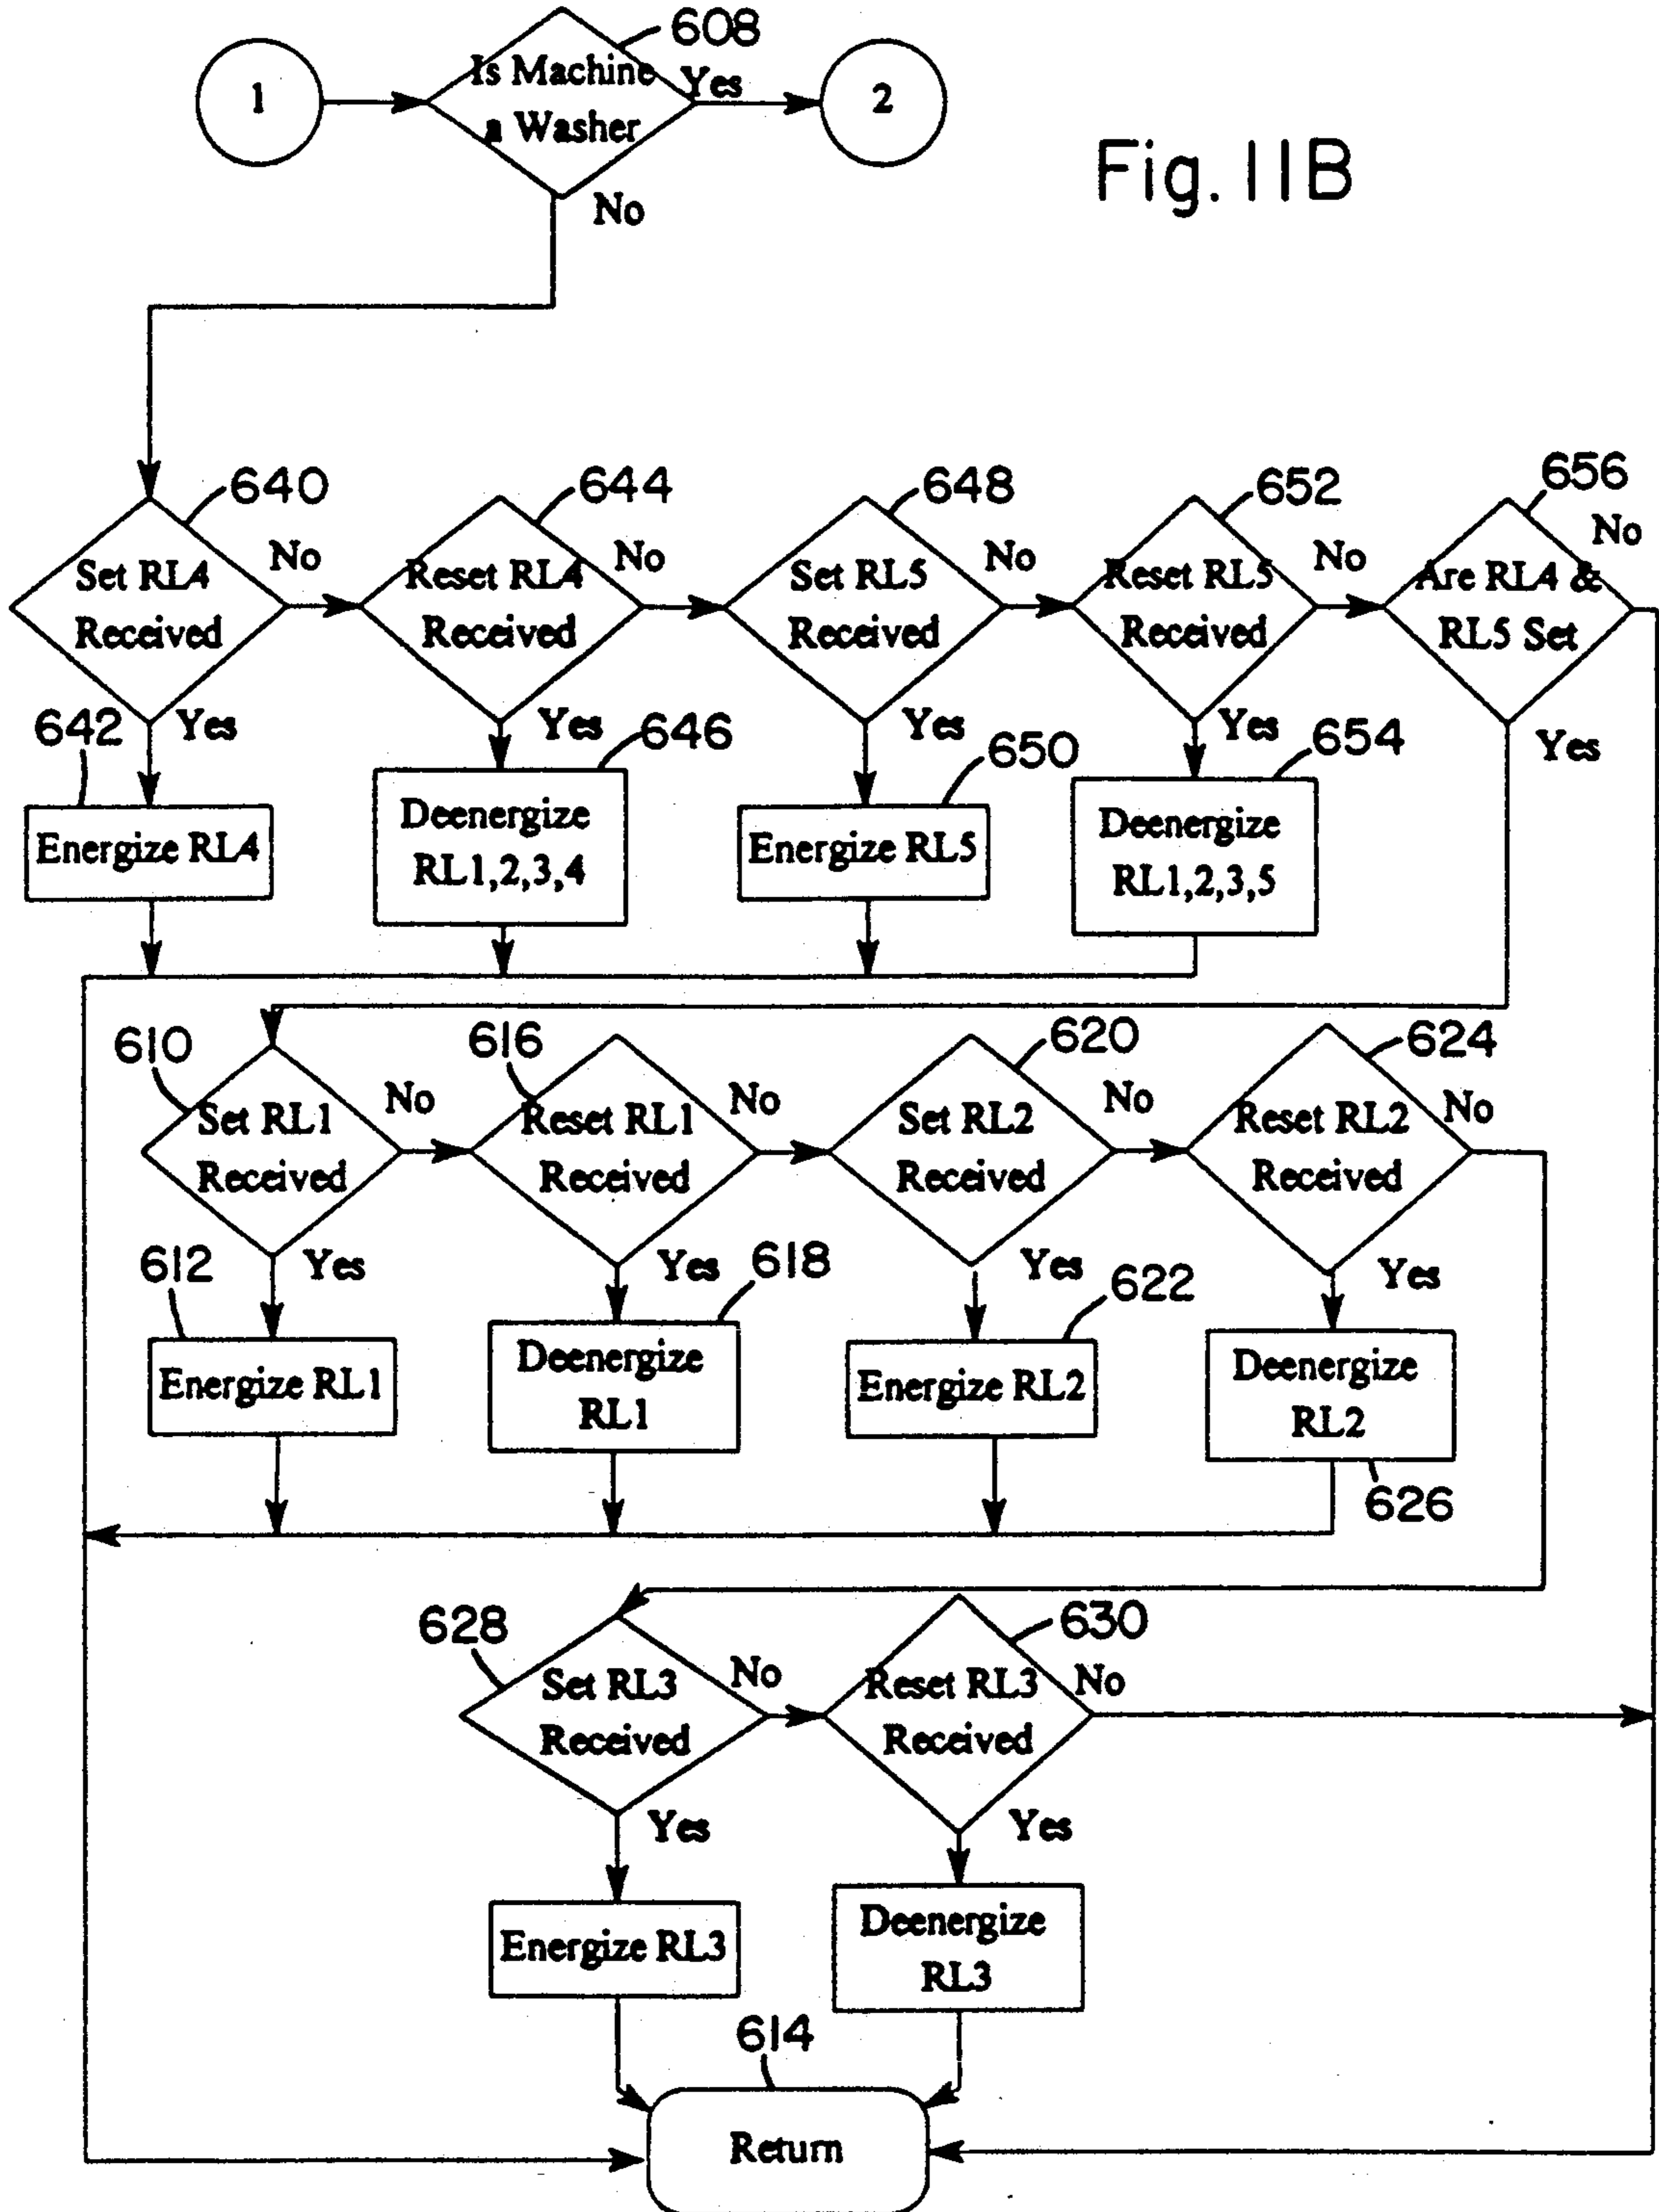 608
1
Is Machine
a Washer
Yes
2
Fig. 11B
No
640
644
648
652
656
No
No
No
No
No
Set RL4
Received
Reset RL4
Received
Set RL5
Received
Reset RL5
Received
Are RL4 &
RL5 Set
642
Yes
Yes
646
Yes
650
Yes
654
Yes
Energize RL4
Deenergize
RL1,2,3,4
Energize RL5
Deenergize
RL1,2,3,5
610
616
620
624
No
No
No
No
Set RL1
Received
Reset RL1
Received
Set RL2
Received
Reset RL2
Received
612
Yes
Yes
618
Yes
622
Yes
Energize RL1
Deenergize
RL1
Energize RL2
Deenergize
RL2
626
628
630
No
No
Set RL3
Received
Reset RL3
Received
Yes
Yes
Energize RL3
Deenergize
RL3
614
Return